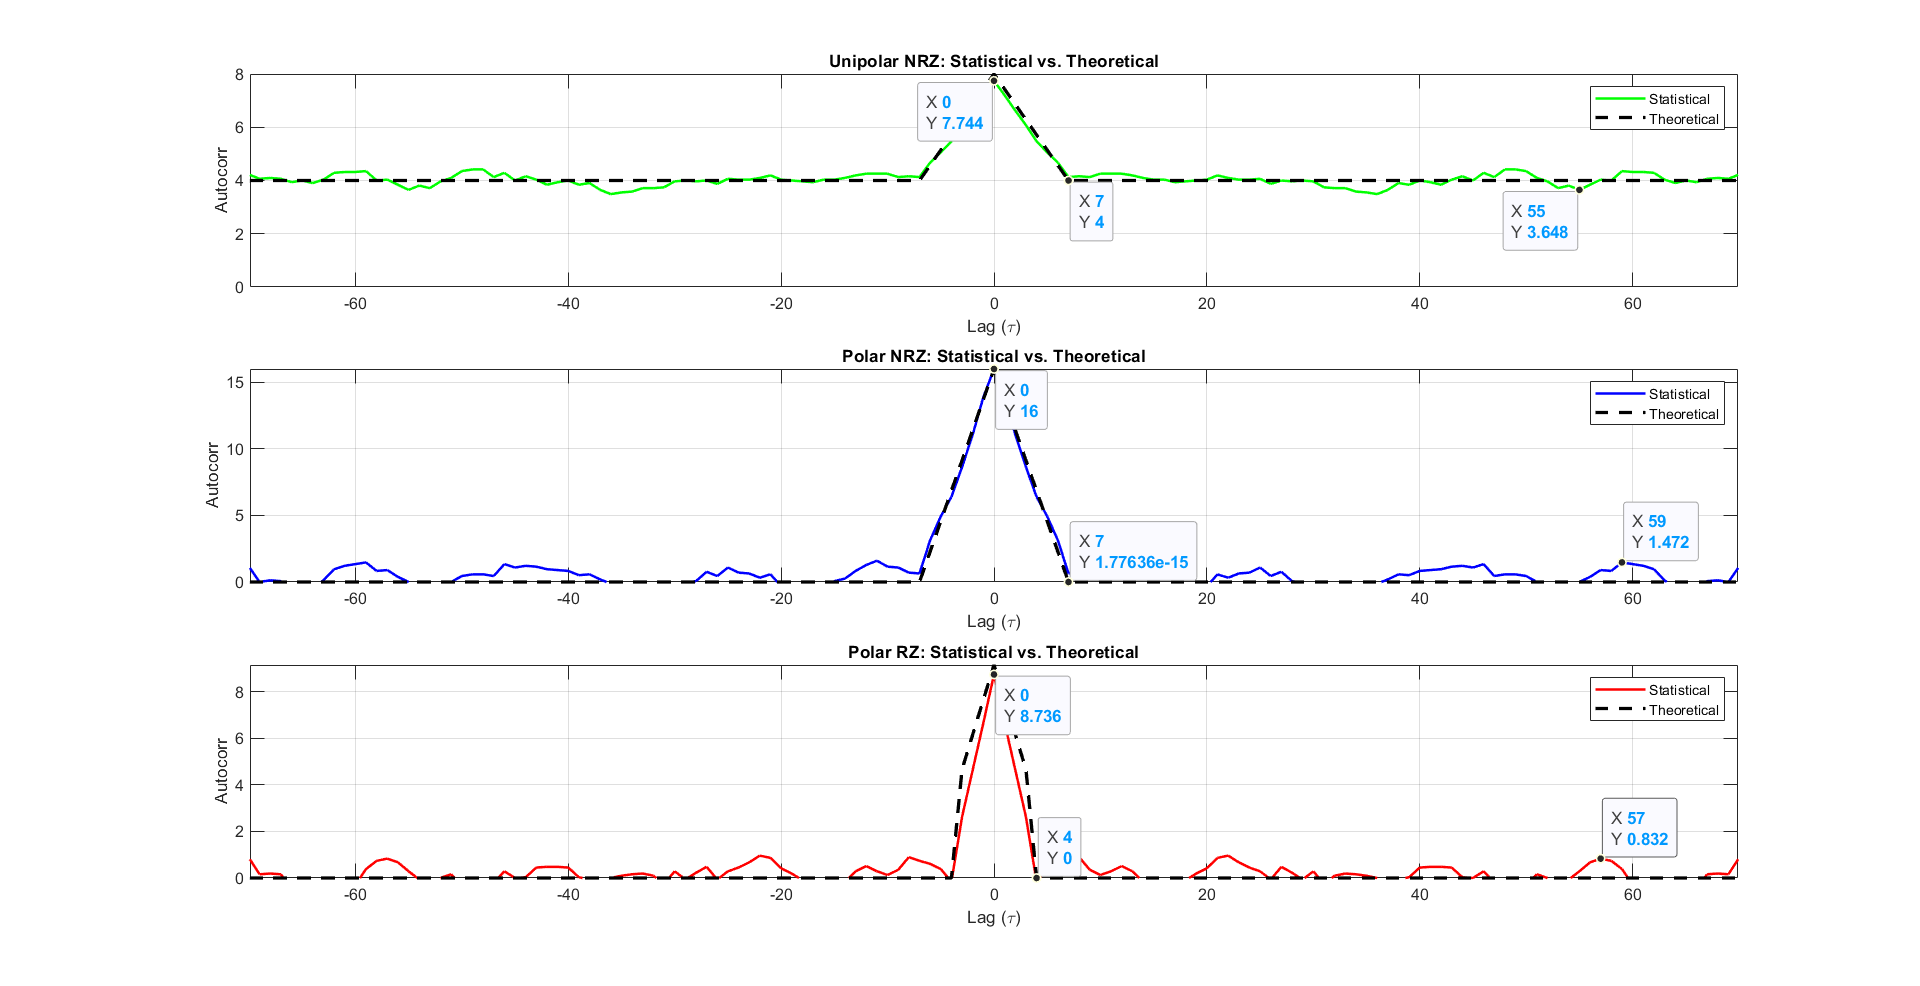 Unipolar NRZ: Statistical vs. Theoretical
8
6
4
2
0
Autocorr
X 0
Y 7.744
X 7
Y 4
X 55
Y 3.648
Statistical
Theoretical
-60 -40 -20 0 20 40 60
Lag (τ)
Polar NRZ: Statistical vs. Theoretical
15
10
5
0
Autocorr
X 0
Y 16
X 7
Y 1.77636e-15
X 59
Y 1.472
Statistical
Theoretical
-60 -40 -20 0 20 40 60
Lag (τ)
Polar RZ: Statistical vs. Theoretical
8
6
4
2
0
Autocorr
X 0
Y 8.736
X 4
Y 0
X 57
Y 0.832
Statistical
Theoretical
-60 -40 -20 0 20 40 60
Lag (τ)